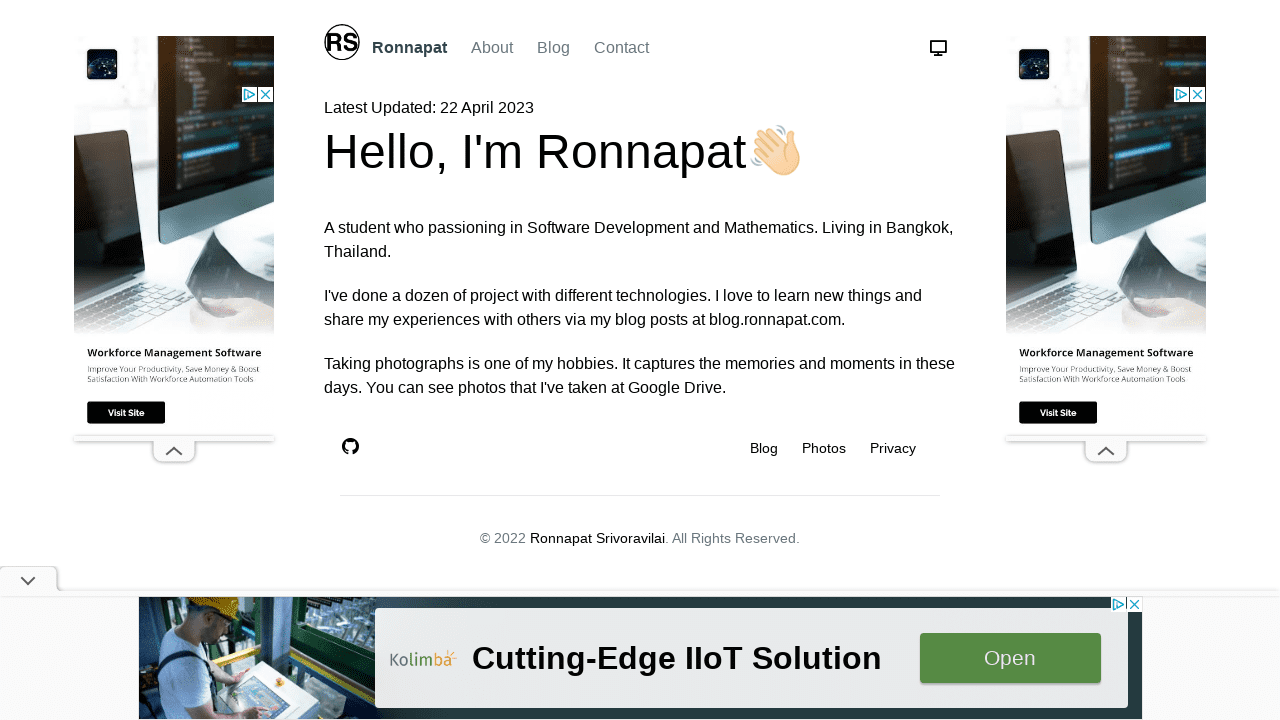 RS
Ronnapat About Blog Contact
Latest Updated: 22 April 2023
Hello, I'm Ronnapat👋🏻
A student who passioning in Software Development and Mathematics. Living in Bangkok,
Thailand.
I've done a dozen of project with different technologies. I love to learn new things and
share my experiences with others via my blog posts at blog.ronnapat.com.
Taking photographs is one of my hobbies. It captures the memories and moments in these
days. You can see photos that I've taken at Google Drive.
Blog Photos Privacy
© 2022 Ronnapat Srivoravilai. All Rights Reserved.
Workforce Management Software
Improve Your Productivity, Save Money & Boost
Satisfaction With Workforce Automation Tools
Visit Site
Workforce Management Software
Improve Your Productivity, Save Money & Boost
Satisfaction With Workforce Automation Tools
Visit Site
Kolimba
Cutting-Edge IIoT Solution
Open